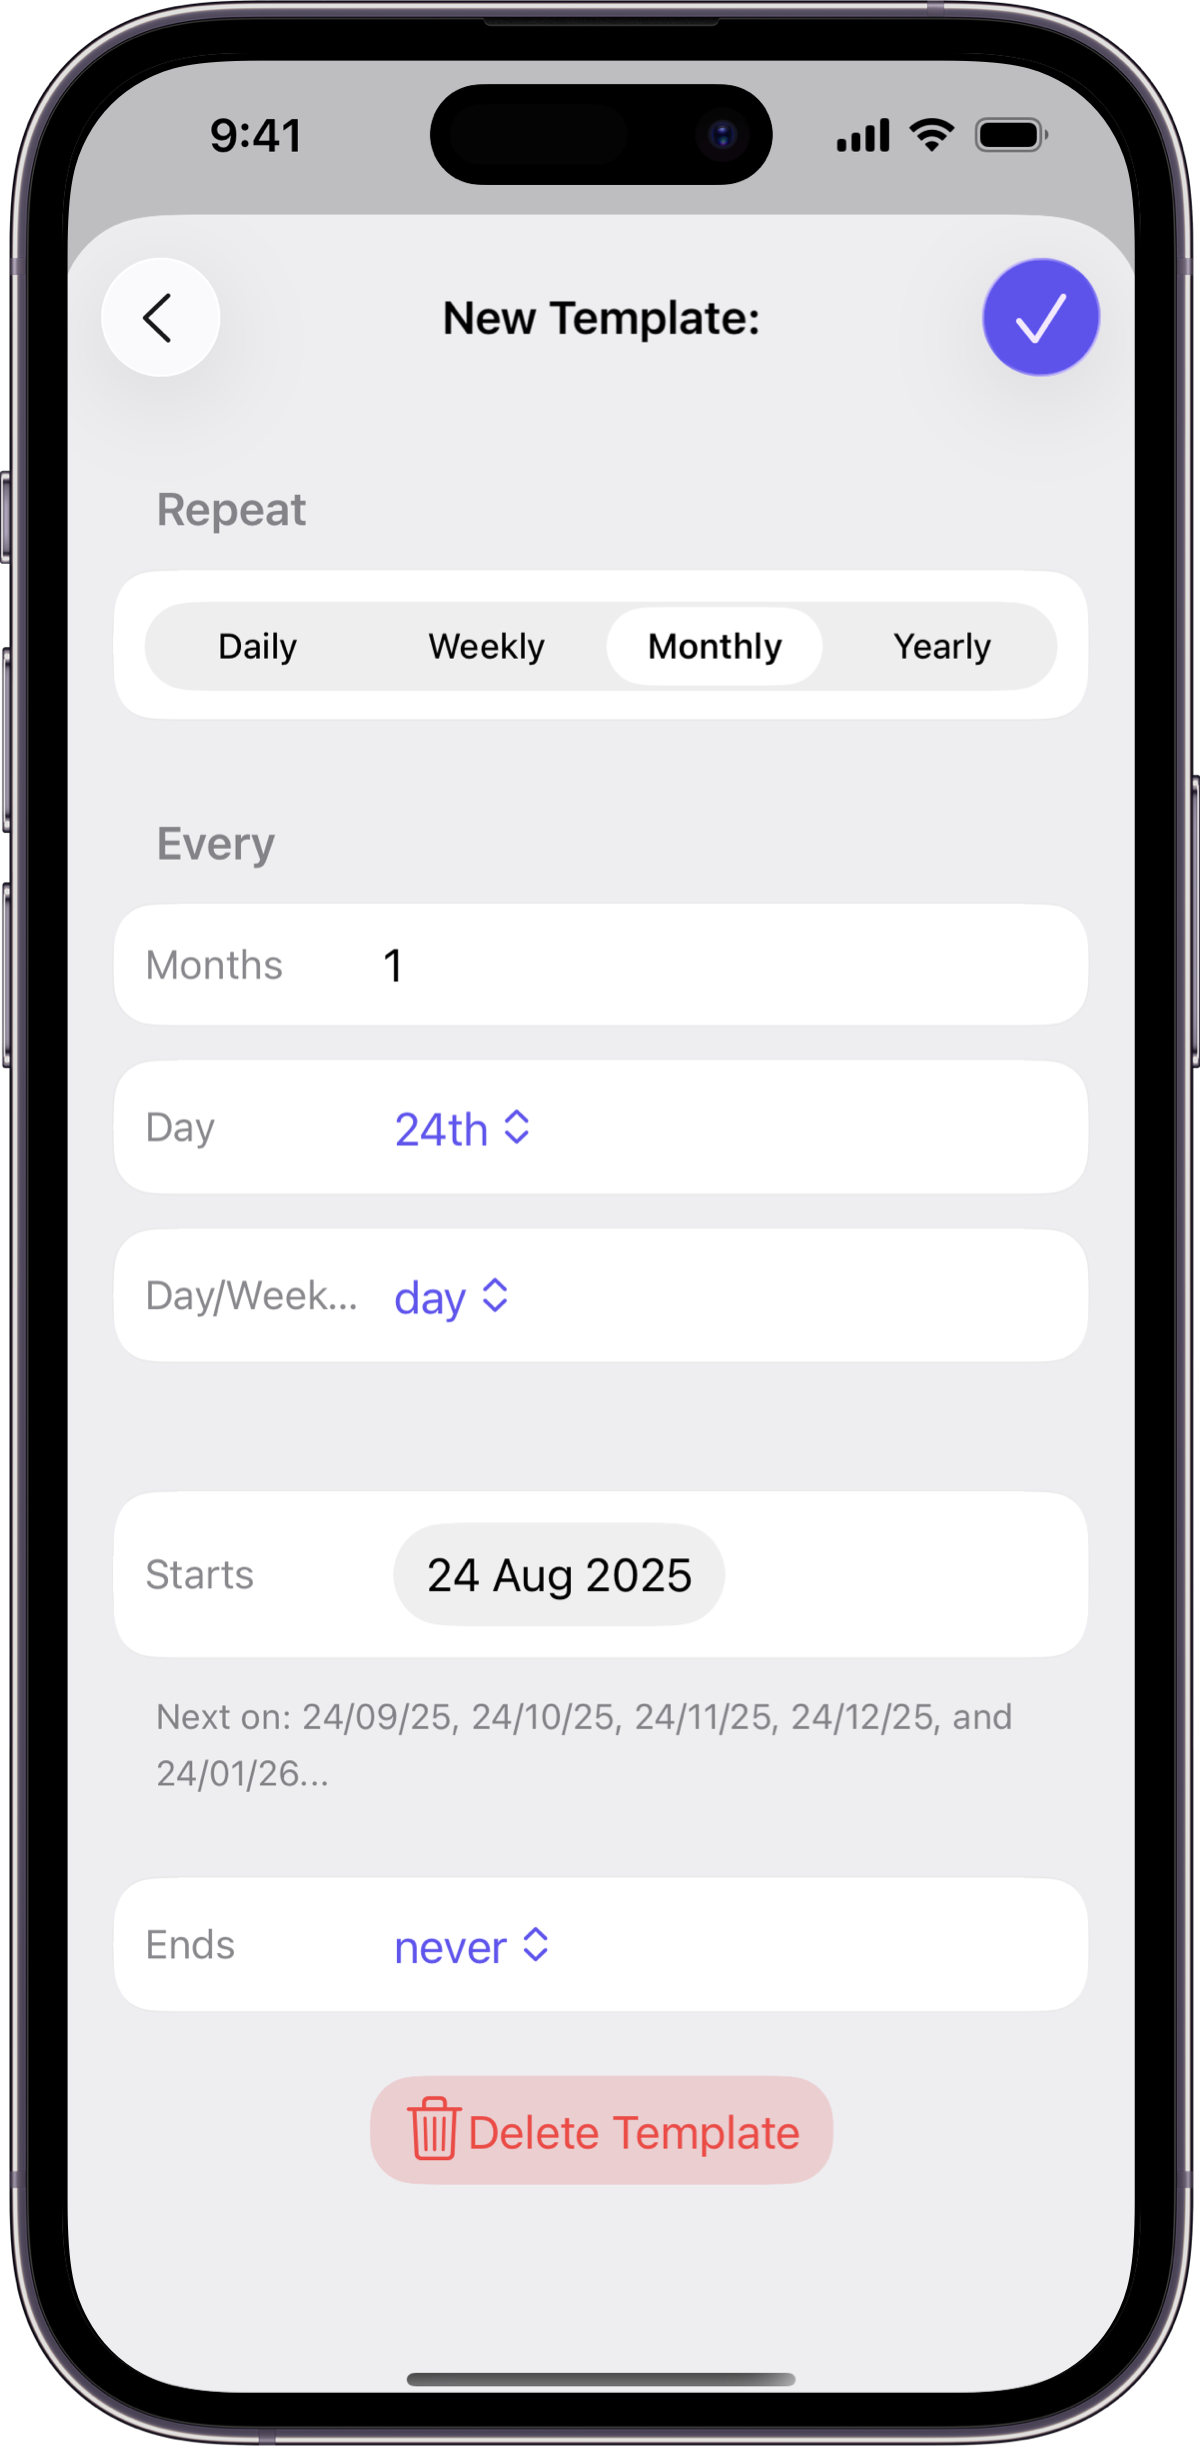 9:41
New Template:
Repeat
Daily Weekly Monthly Yearly
Every
Months 1
Day 24th
Day/Week... day
Starts 24 Aug 2025
Next on: 24/09/25, 24/10/25, 24/11/25, 24/12/25, and
24/01/26...
Ends never
Delete Template